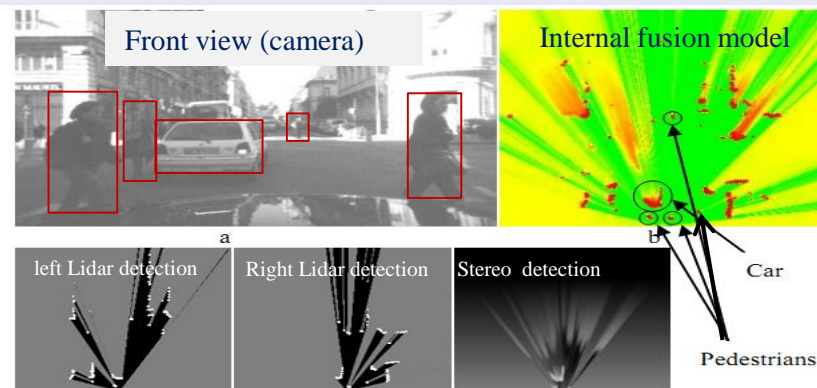 Front view (camera)
Internal fusion model
a
b
left Lidar detection
Right Lidar detection
Stereo detection
Car
Pedestrians